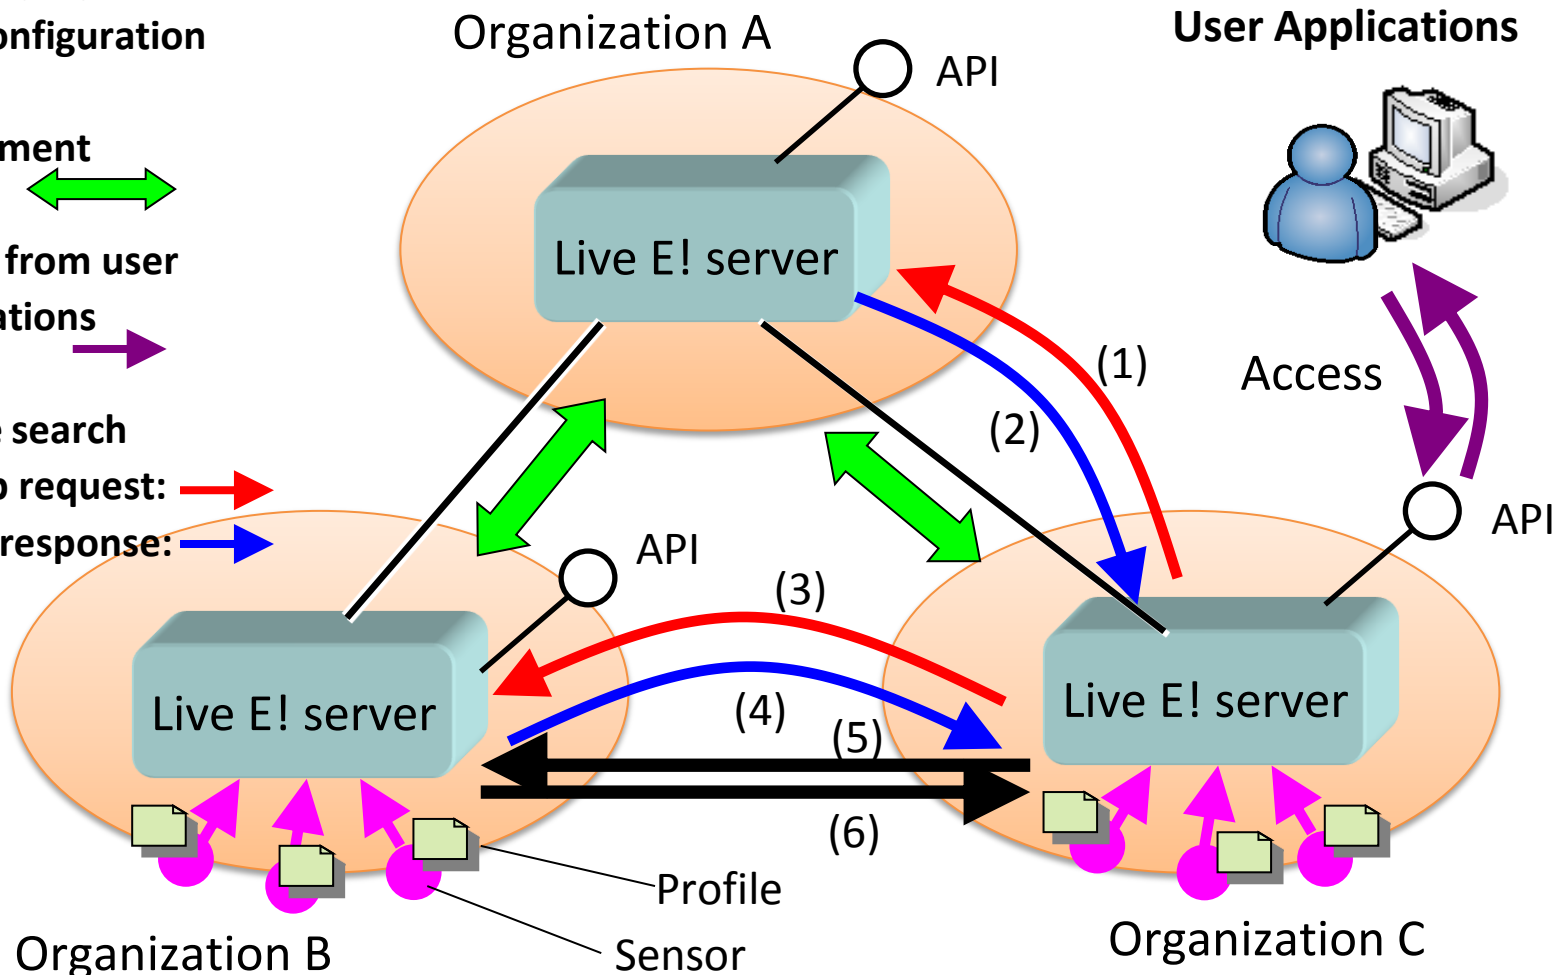 onfiguration
ment
from user
ations
e search
request:
response:
Organization A
API
Live E! server
User Applications
Access
(1)
(2)
API
API
(3)
(4)
(5)
(6)
Live E! server
Live E! server
Profile
Sensor
Organization B
Organization C